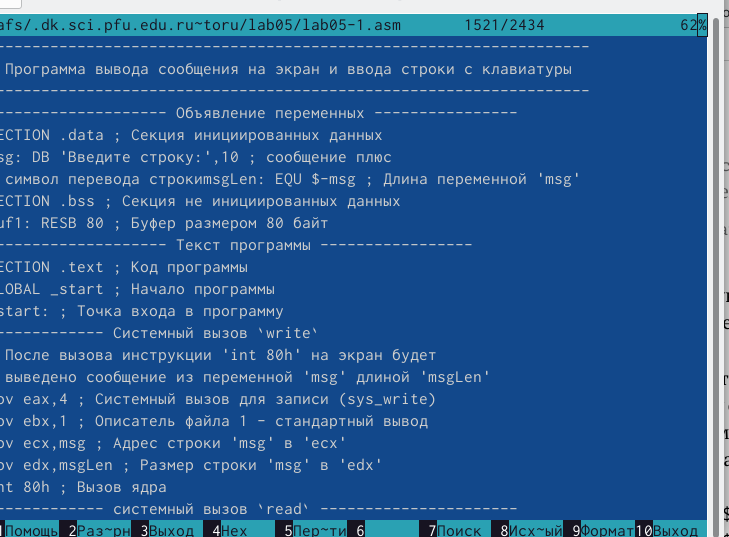 afs/.dk.sci.pfu.edu.ru~toru/lab05/lab05-1.asm 1521/2434 62%
----------------------------------------------------------------
Программа вывода сообщения на экран и ввода строки с клавиатуры
----------------------------------------------------------------
------------------- Объявление переменных ----------------
ECTION .data ; Секция инициированных данных
sg: DB 'Введите строку:',10 ; сообщение плюс
символ перевода строкиmsgLen: EQU $-msg ; Длина переменной 'msg'
ECTION .bss ; Секция не инициированных данных
uf1: RESB 80 ; Буфер размером 80 байт
------------------- Текст программы -----------------
ECTION .text ; Код программы
LOBAL _start ; Начало программы
start: ; Точка входа в программу
------------ Системный вызов `write`
После вызова инструкции 'int 80h' на экран будет
выведено сообщение из переменной 'msg' длиной 'msgLen'
ov eax,4 ; Системный вызов для записи (sys_write)
ov ebx,1 ; Описатель файла 1 - стандартный вывод
ov ecx,msg ; Адрес строки 'msg' в 'ecx'
ov edx,msgLen ; Размер строки 'msg' в 'edx'
nt 80h ; Вызов ядра
------------ системный вызов `read` ----------------------
1Помощь 2Раз~рн 3Выход 4Hex 5Пер~ти 6 7Поиск 8Исх~ый 9Формат 10Выход